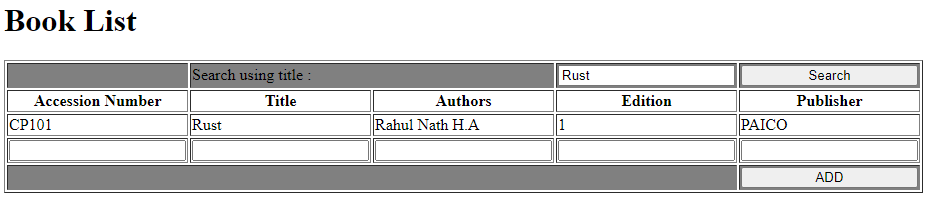 Book List
Search using title : Rust Search
Accession Number Title Authors Edition Publisher
CP101 Rust Rahul Nath H.A 1 PAICO
ADD